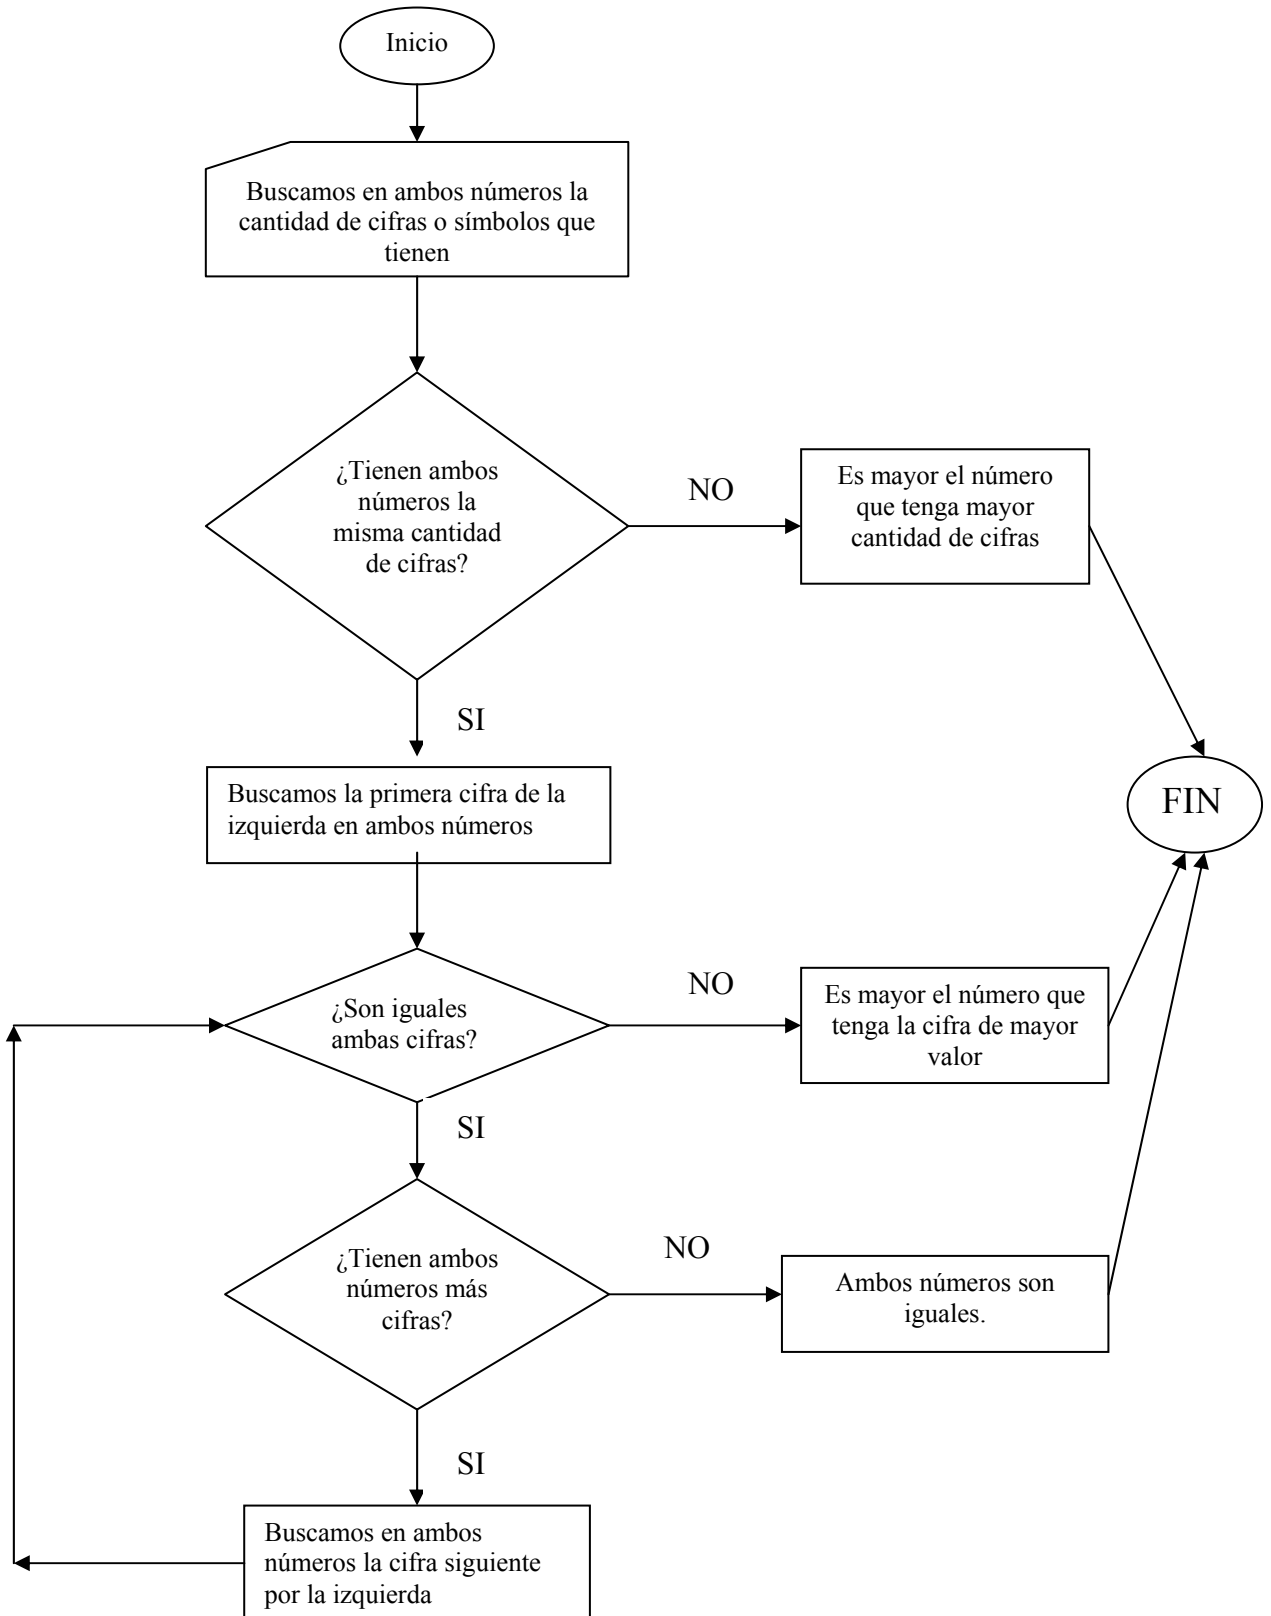 Inicio
Buscamos en ambos números la
cantidad de cifras o símbolos que
tienen
¿Tienen ambos
números la
misma cantidad
de cifras?
NO
Es mayor el número
que tenga mayor
cantidad de cifras
SI
FIN
Buscamos la primera cifra de la
izquierda en ambos números
¿Son iguales
ambas cifras?
NO
Es mayor el número que
tenga la cifra de mayor
valor
SI
¿Tienen ambos
números más
cifras?
NO
Ambos números son
iguales.
SI
Buscamos en ambos
números la cifra siguiente
por la izquierda